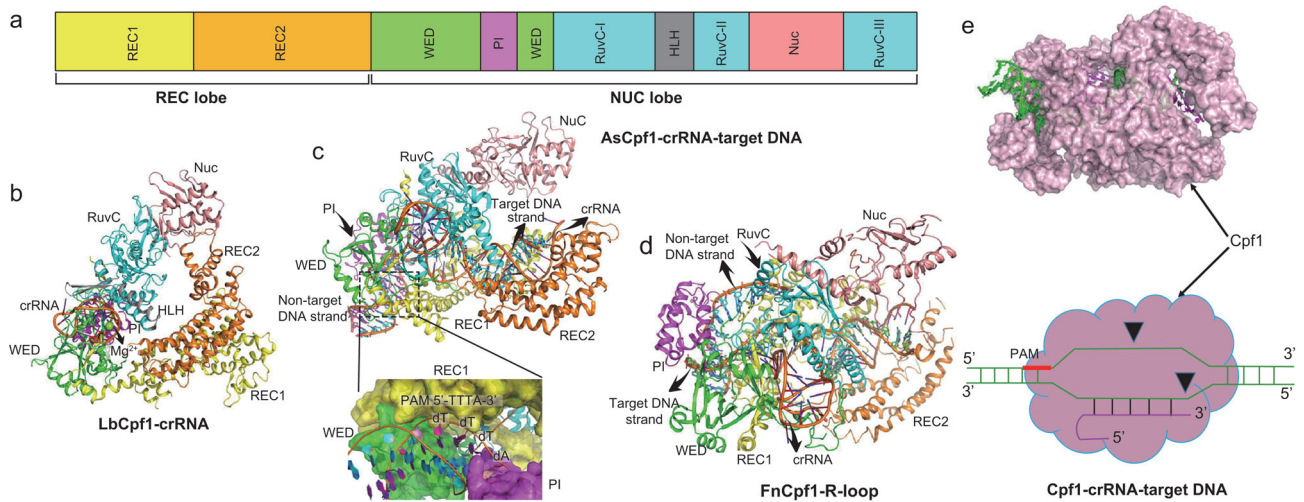 a
REC1
REC2
WED
PI
WED
RuvC-I
HLH
RuvC-II
Nuc
RuvC-III
REC lobe
NUC lobe
b
Nuc
RuvC
REC2
crRNA
HLH
PI
Mg²⁺
WED
REC1
LbCpf1-crRNA
c
AsCpf1-crRNA-target DNA
NuC
RuvC
PI
Target DNA
strand
crRNA
WED
Non-target
DNA strand
REC1
REC2
REC1
PAM 5'-TTTA-3'
WED
dT
dT
dT
dA
PI
d
Nuc
RuvC
Non-target
DNA strand
PI
Target DNA
strand
WED
REC1
crRNA
REC2
FnCpf1-R-loop
e
Cpf1
PAM
5'
3'
3'
5'
3'
5'
Cpf1-crRNA-target DNA